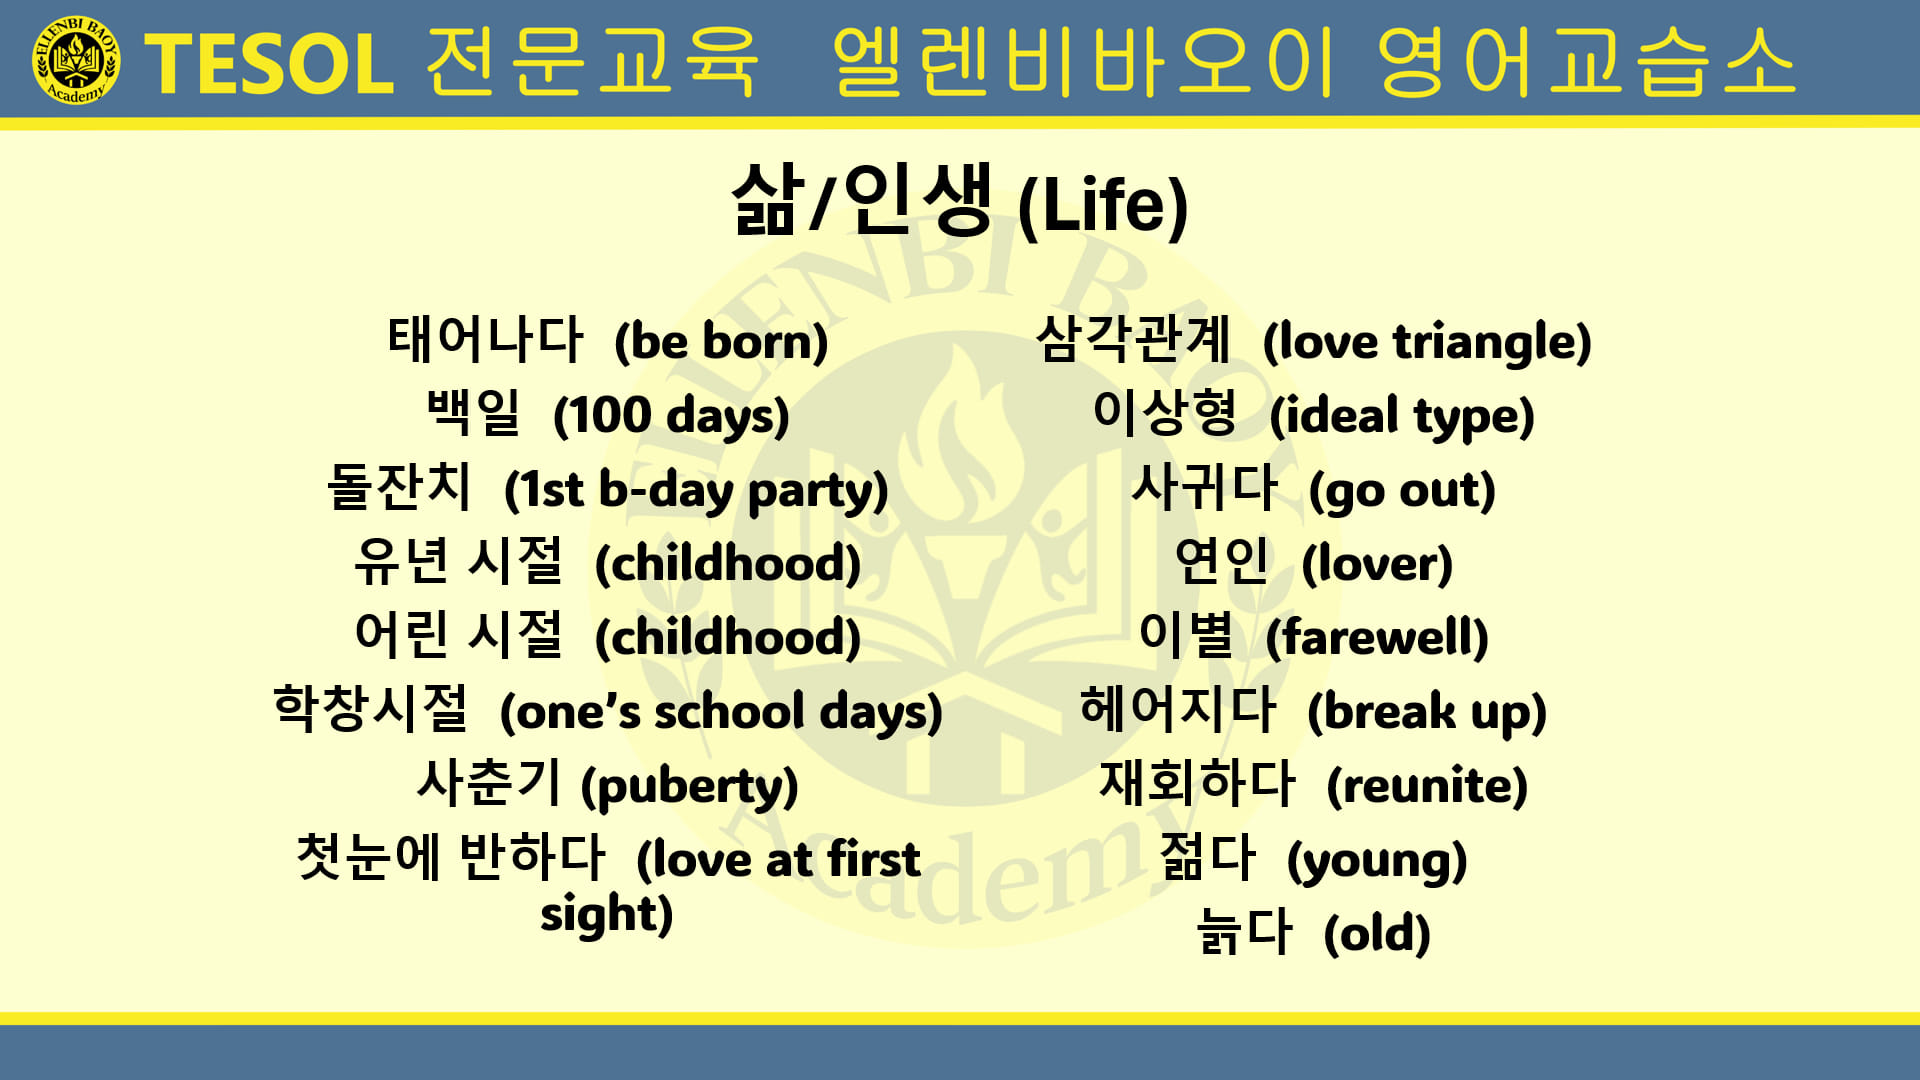 ELLENBI BAOY
Academy
TESOL 전문교육 엘렌비바오이 영어교습소
삶/인생 (Life)
태어나다 (be born)
백일 (100 days)
돌잔치 (1st b-day party)
유년 시절 (childhood)
어린 시절 (childhood)
학창시절 (one’s school days)
사춘기 (puberty)
첫눈에 반하다 (love at first
sight)
삼각관계 (love triangle)
이상형 (ideal type)
사귀다 (go out)
연인 (lover)
이별 (farewell)
헤어지다 (break up)
재회하다 (reunite)
젊다 (young)
늙다 (old)
ELLENBI BAOY
Academy